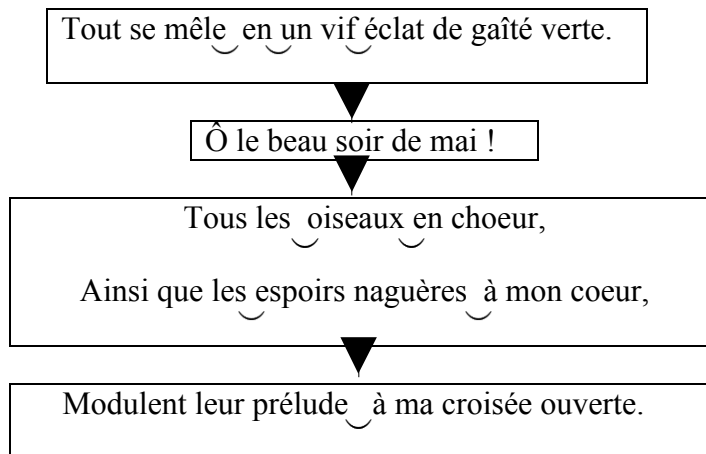 Tout se mêle en un vif éclat de gaîté verte.
Ô le beau soir de mai !
Tous les oiseaux en choeur,
Ainsi que les espoirs naguères à mon coeur,
Modulent leur prélude à ma croisée ouverte.